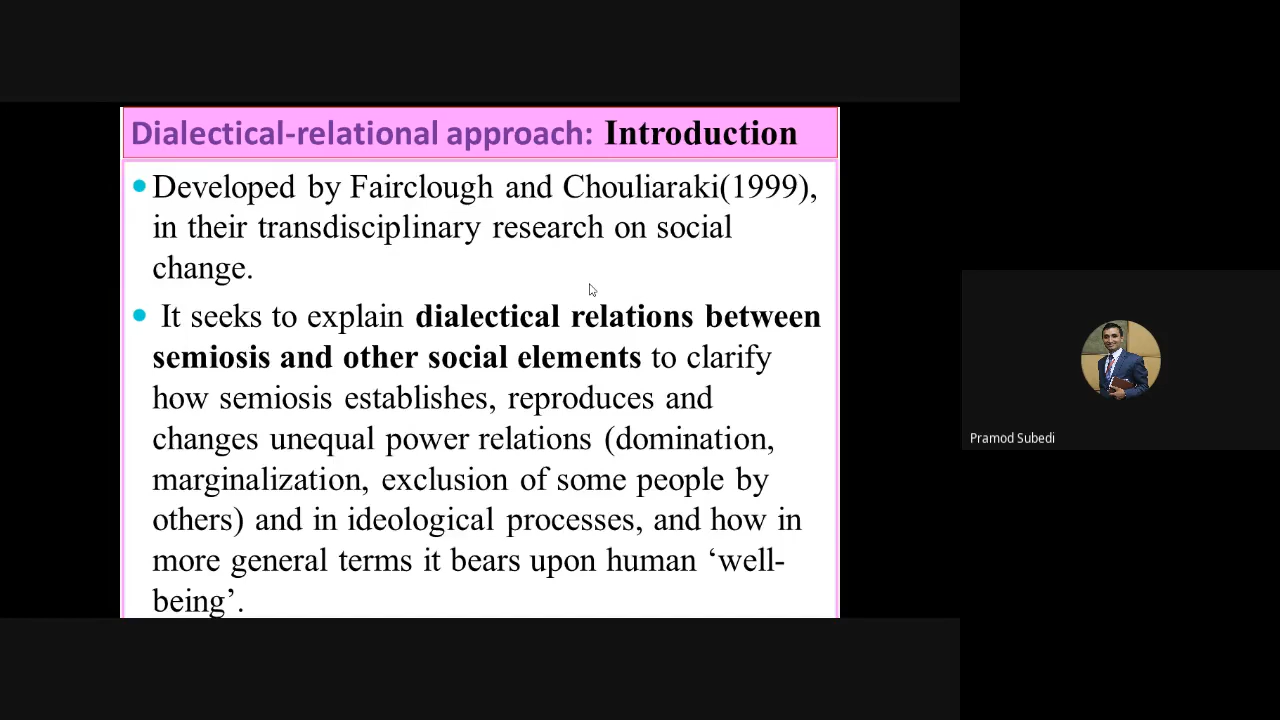 Dialectical-relational approach: Introduction
Developed by Fairclough and Chouliaraki(1999),
in their transdisciplinary research on social
change.
It seeks to explain dialectical relations between
semiosis and other social elements to clarify
how semiosis establishes, reproduces and
changes unequal power relations (domination,
marginalization, exclusion of some people by
others) and in ideological processes, and how in
more general terms it bears upon human ‘well-
being’.
Pramod Subedi